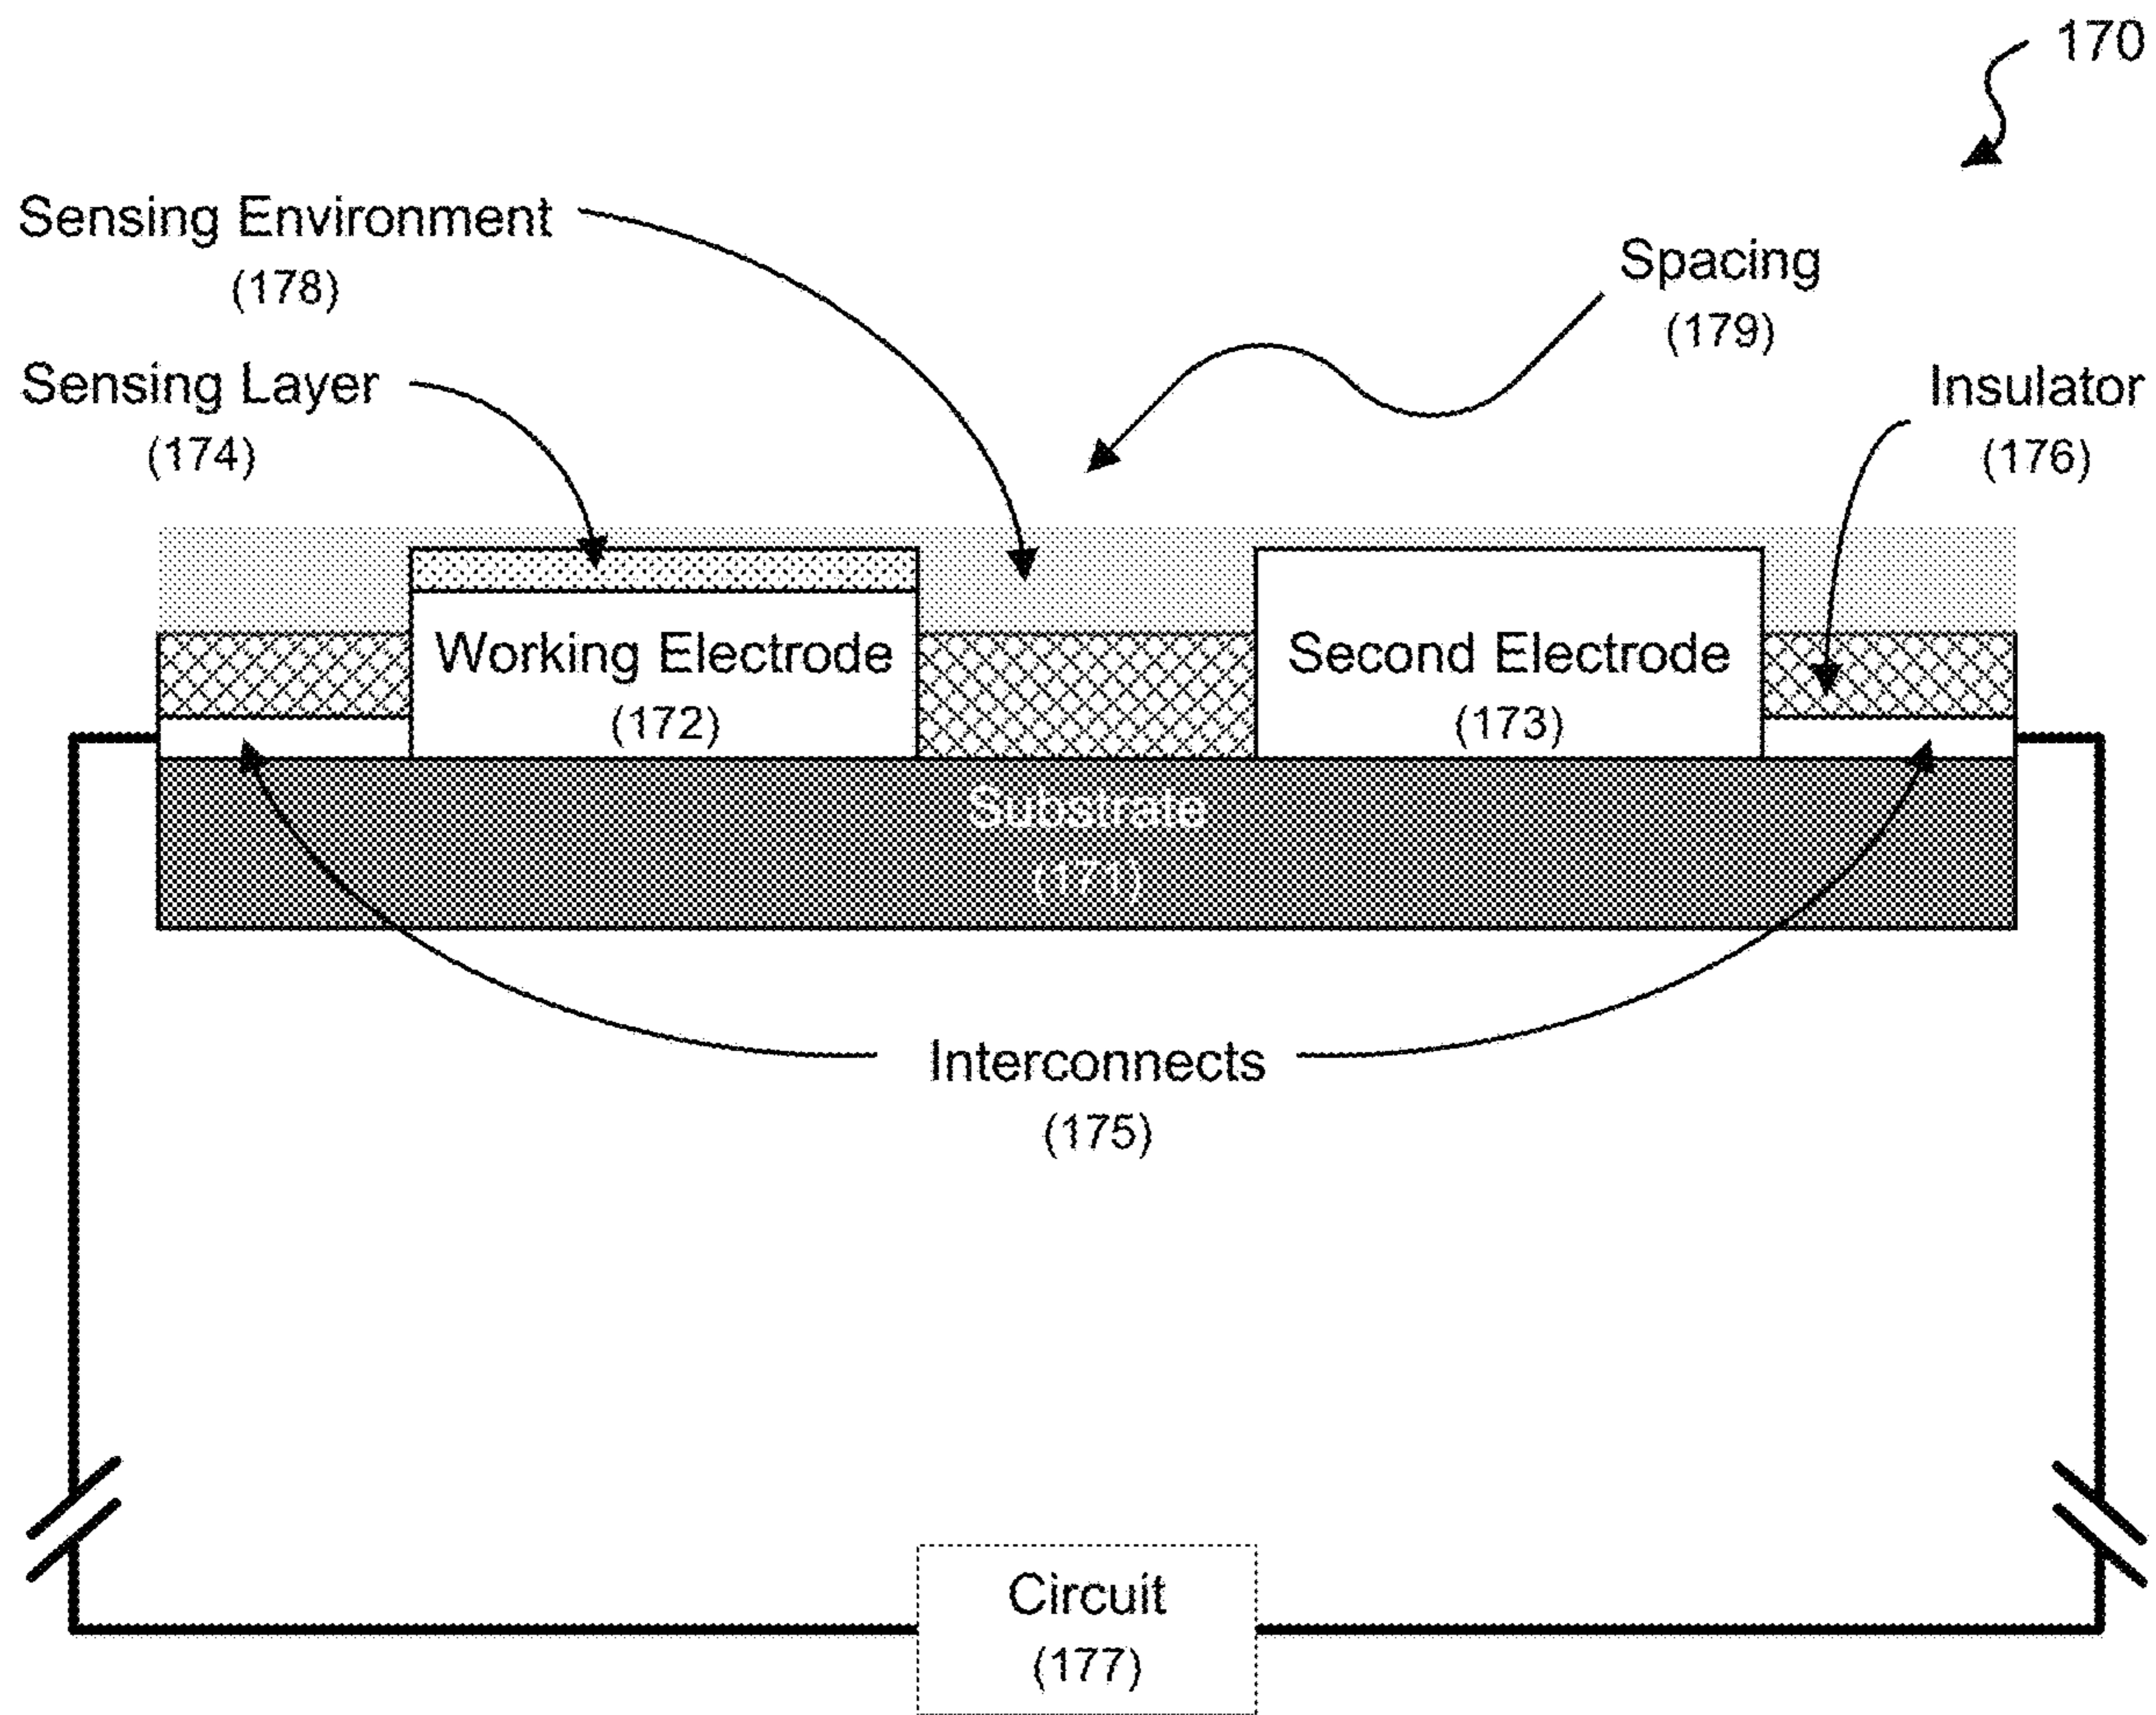 170
Sensing Environment
(178)
Spacing
(179)
Sensing Layer
(174)
Insulator
(176)
Working Electrode
(172)
Second Electrode
(173)
Substrate
(171)
Interconnects
(175)
Circuit
(177)